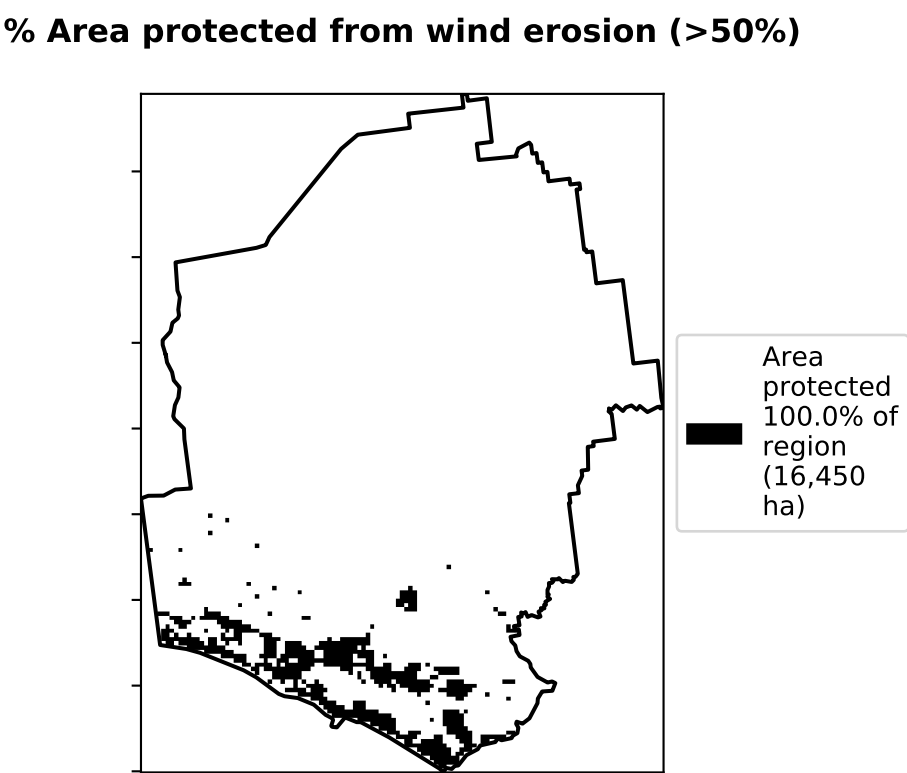 % Area protected from wind erosion (>50%)
Area
protected
100.0% of
region
(16,450
ha)